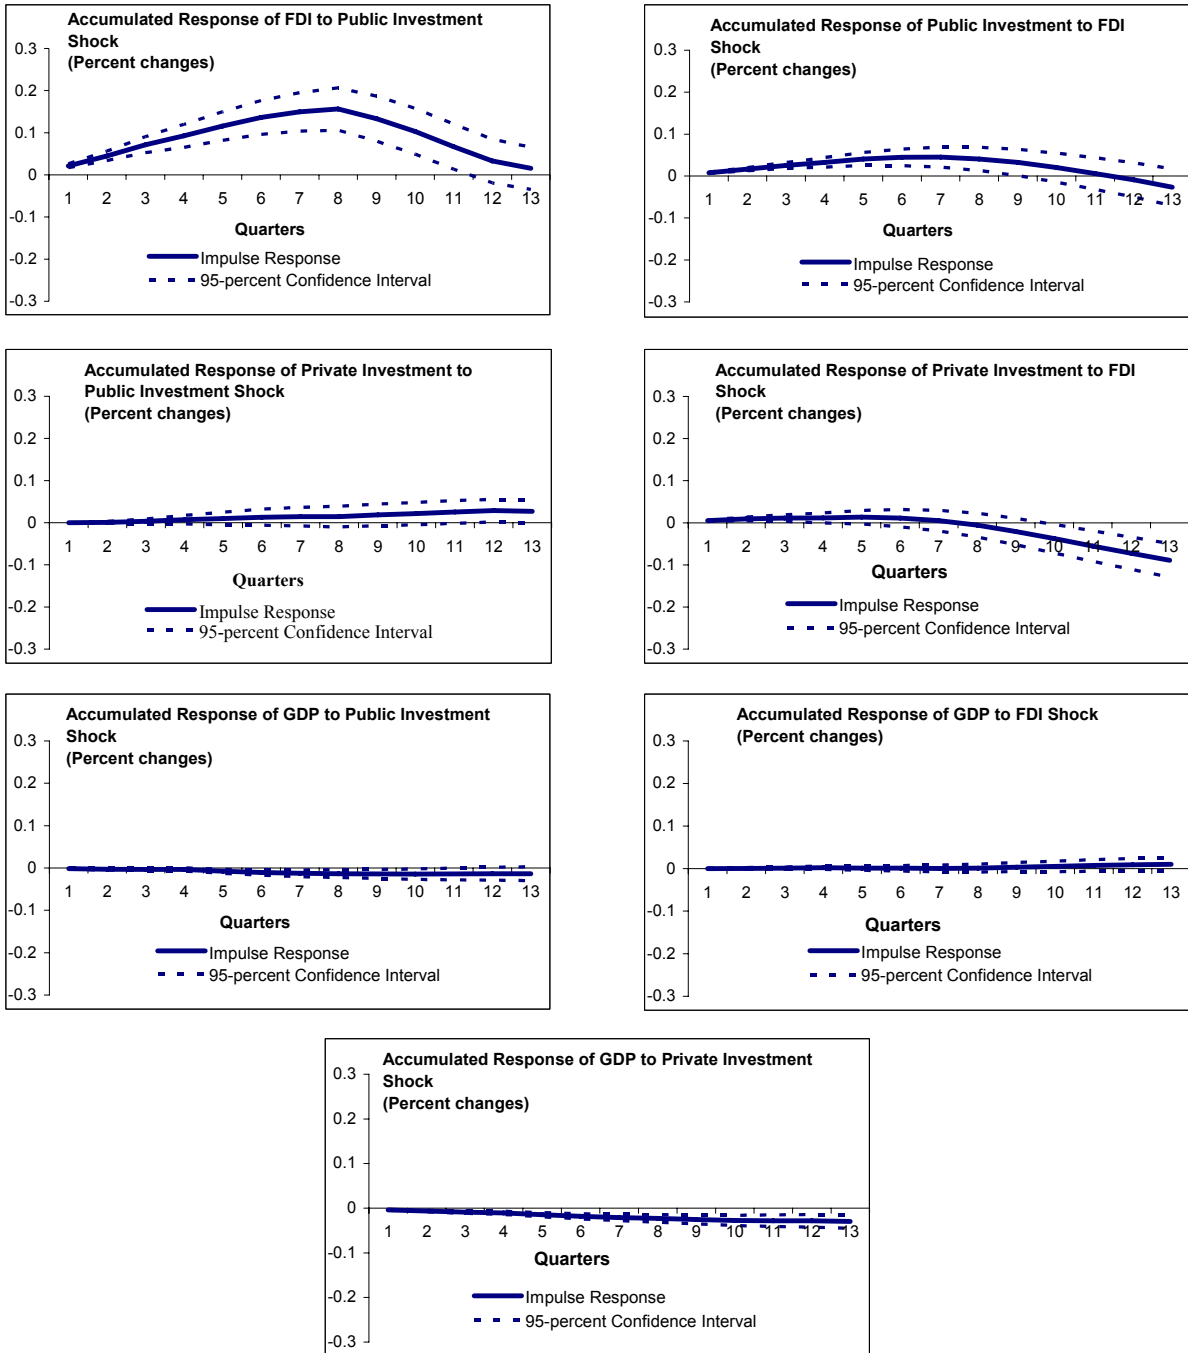 Accumulated Response of FDI to Public Investment
Shock
(Percent changes)
0.3
0.2
0.1
0
-0.1
-0.2
-0.3
1 2 3 4 5 6 7 8 9 10 11 12 13
Quarters
Impulse Response
95-percent Confidence Interval
Accumulated Response of Public Investment to FDI
Shock
(Percent changes)
0.3
0.2
0.1
0
-0.1
-0.2
-0.3
1 2 3 4 5 6 7 8 9 10 11 12 13
Quarters
Impulse Response
95-percent Confidence Interval
Accumulated Response of Private Investment to
Public Investment Shock
(Percent changes)
0.3
0.2
0.1
0
-0.1
-0.2
-0.3
1 2 3 4 5 6 7 8 9 10 11 12 13
Quarters
Impulse Response
95-percent Confidence Interval
Accumulated Response of Private Investment to FDI
Shock
(Percent changes)
0.3
0.2
0.1
0
-0.1
-0.2
-0.3
1 2 3 4 5 6 7 8 9 10 11 12 13
Quarters
Impulse Response
95-percent Confidence Interval
Accumulated Response of GDP to Public Investment
Shock
(Percent changes)
0.3
0.2
0.1
0
-0.1
-0.2
-0.3
1 2 3 4 5 6 7 8 9 10 11 12 13
Quarters
Impulse Response
95-percent Confidence Interval
Accumulated Response of GDP to FDI Shock
(Percent changes)
0.3
0.2
0.1
0
-0.1
-0.2
-0.3
1 2 3 4 5 6 7 8 9 10 11 12 13
Quarters
Impulse Response
95-percent Confidence Interval
Accumulated Response of GDP to Private Investment
Shock
(Percent changes)
0.3
0.2
0.1
0
-0.1
-0.2
-0.3
1 2 3 4 5 6 7 8 9 10 11 12 13
Quarters
Impulse Response
95-percent Confidence Interval